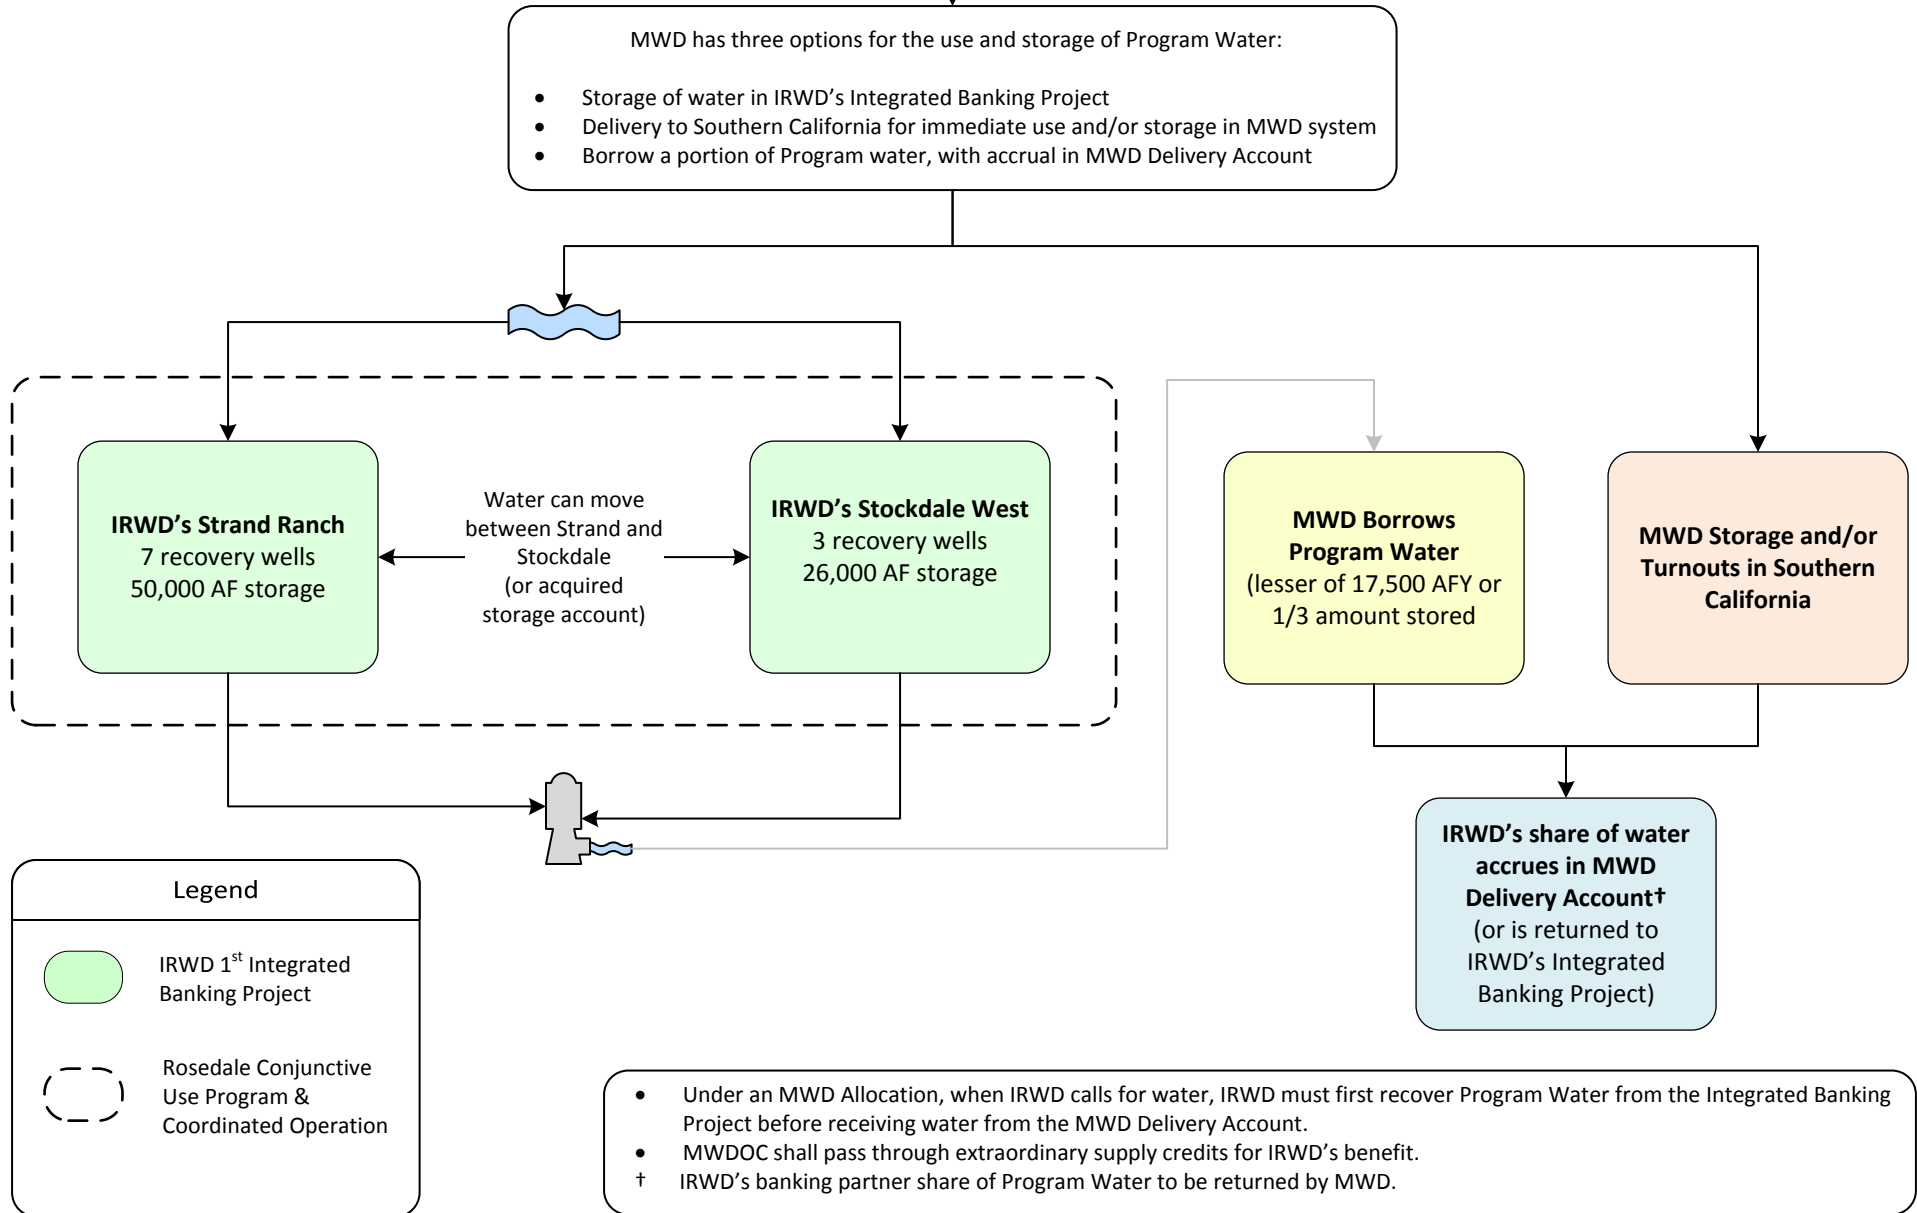 MWD has three options for the use and storage of Program Water:
• Storage of water in IRWD’s Integrated Banking Project
• Delivery to Southern California for immediate use and/or storage in MWD system
• Borrow a portion of Program water, with accrual in MWD Delivery Account
IRWD’s Strand Ranch
7 recovery wells
50,000 AF storage
Water can move
between Strand and
Stockdale
(or acquired
storage account)
IRWD’s Stockdale West
3 recovery wells
26,000 AF storage
MWD Borrows
Program Water
(lesser of 17,500 AFY or
1/3 amount stored
MWD Storage and/or
Turnouts in Southern
California
IRWD’s share of water
accrues in MWD
Delivery Account†
(or is returned to
IRWD’s Integrated
Banking Project)
Legend
IRWD 1st Integrated
Banking Project
Rosedale Conjunctive
Use Program &
Coordinated Operation
• Under an MWD Allocation, when IRWD calls for water, IRWD must first recover Program Water from the Integrated Banking
Project before receiving water from the MWD Delivery Account.
• MWDOC shall pass through extraordinary supply credits for IRWD’s benefit.
† IRWD’s banking partner share of Program Water to be returned by MWD.